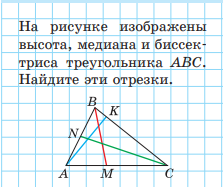 На рисунке изображены
высота, медиана и биссек-
триса треугольника ABC.
Найдите эти отрезки.
B
K
N
A
M
C